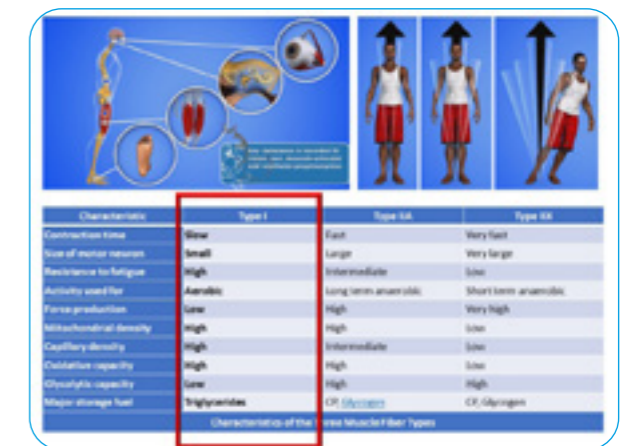 Characteristic Type I Type IIA Type IIX
Contraction time Slow Fast Very fast
Size of motor neuron Small Large Very large
Resistance to fatigue High Intermediate Low
Activity used for Aerobic Long term anaerobic Short term anaerobic
Force production Low High Very high
Mitochondrial density High High Low
Capillary density High Intermediate Low
Oxidative capacity High High Low
Glycolytic capacity Low High High
Major storage fuel Triglycerides CP, Glycogen CP, Glycogen
Characteristics of the Three Muscle Fiber Types